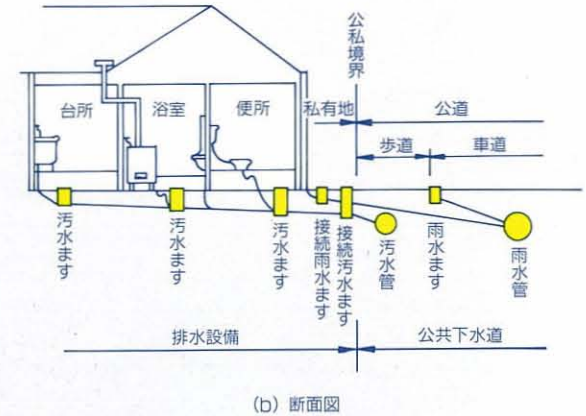 公私境界
台所
浴室
便所
私有地
公道
歩道
車道
汚水ます
汚水ます
汚水ます
接続雨水ます
接続汚水ます
汚水管
雨水ます
雨水管
排水設備
公共下水道
(b) 断面図